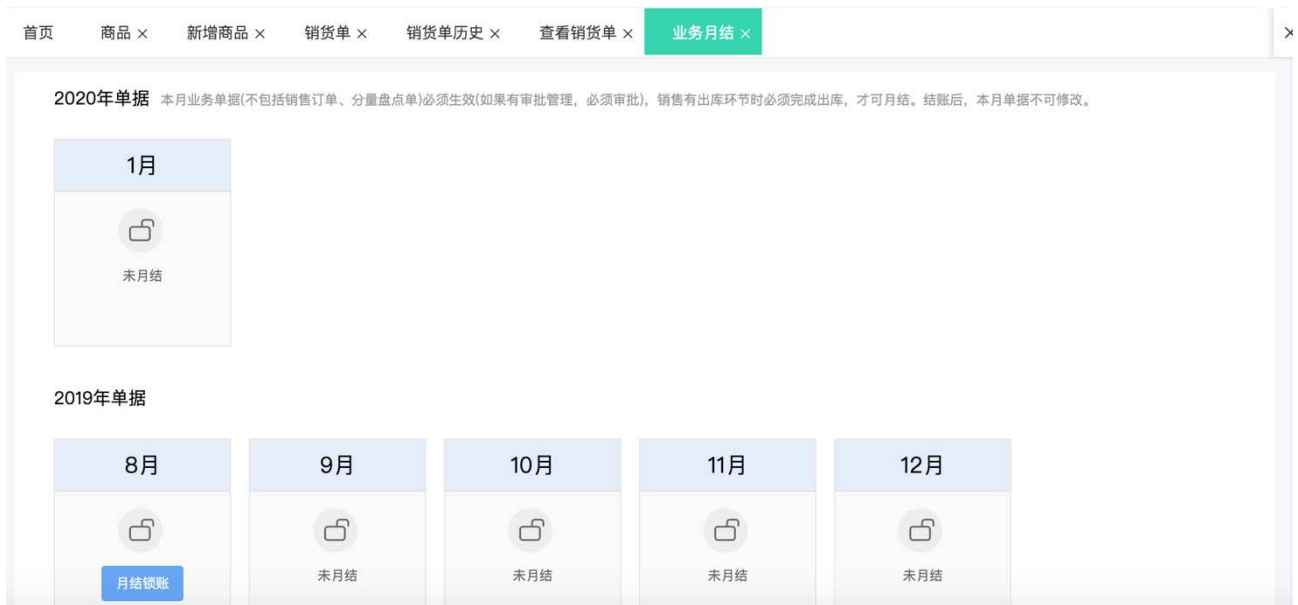 首页 商品 × 新增商品 × 销货单 × 销货单历史 × 查看销货单 × 业务月结 × ×
2020年单据 本月业务单据(不包括销售订单、分量盘点单)必须生效(如果有审批管理，必须审批)，销售有出库环节时必须完成出库，才可月结。结账后，本月单据不可修改。
1月
未月结
2019年单据
8月 9月 10月 11月 12月
月结锁账 未月结 未月结 未月结 未月结